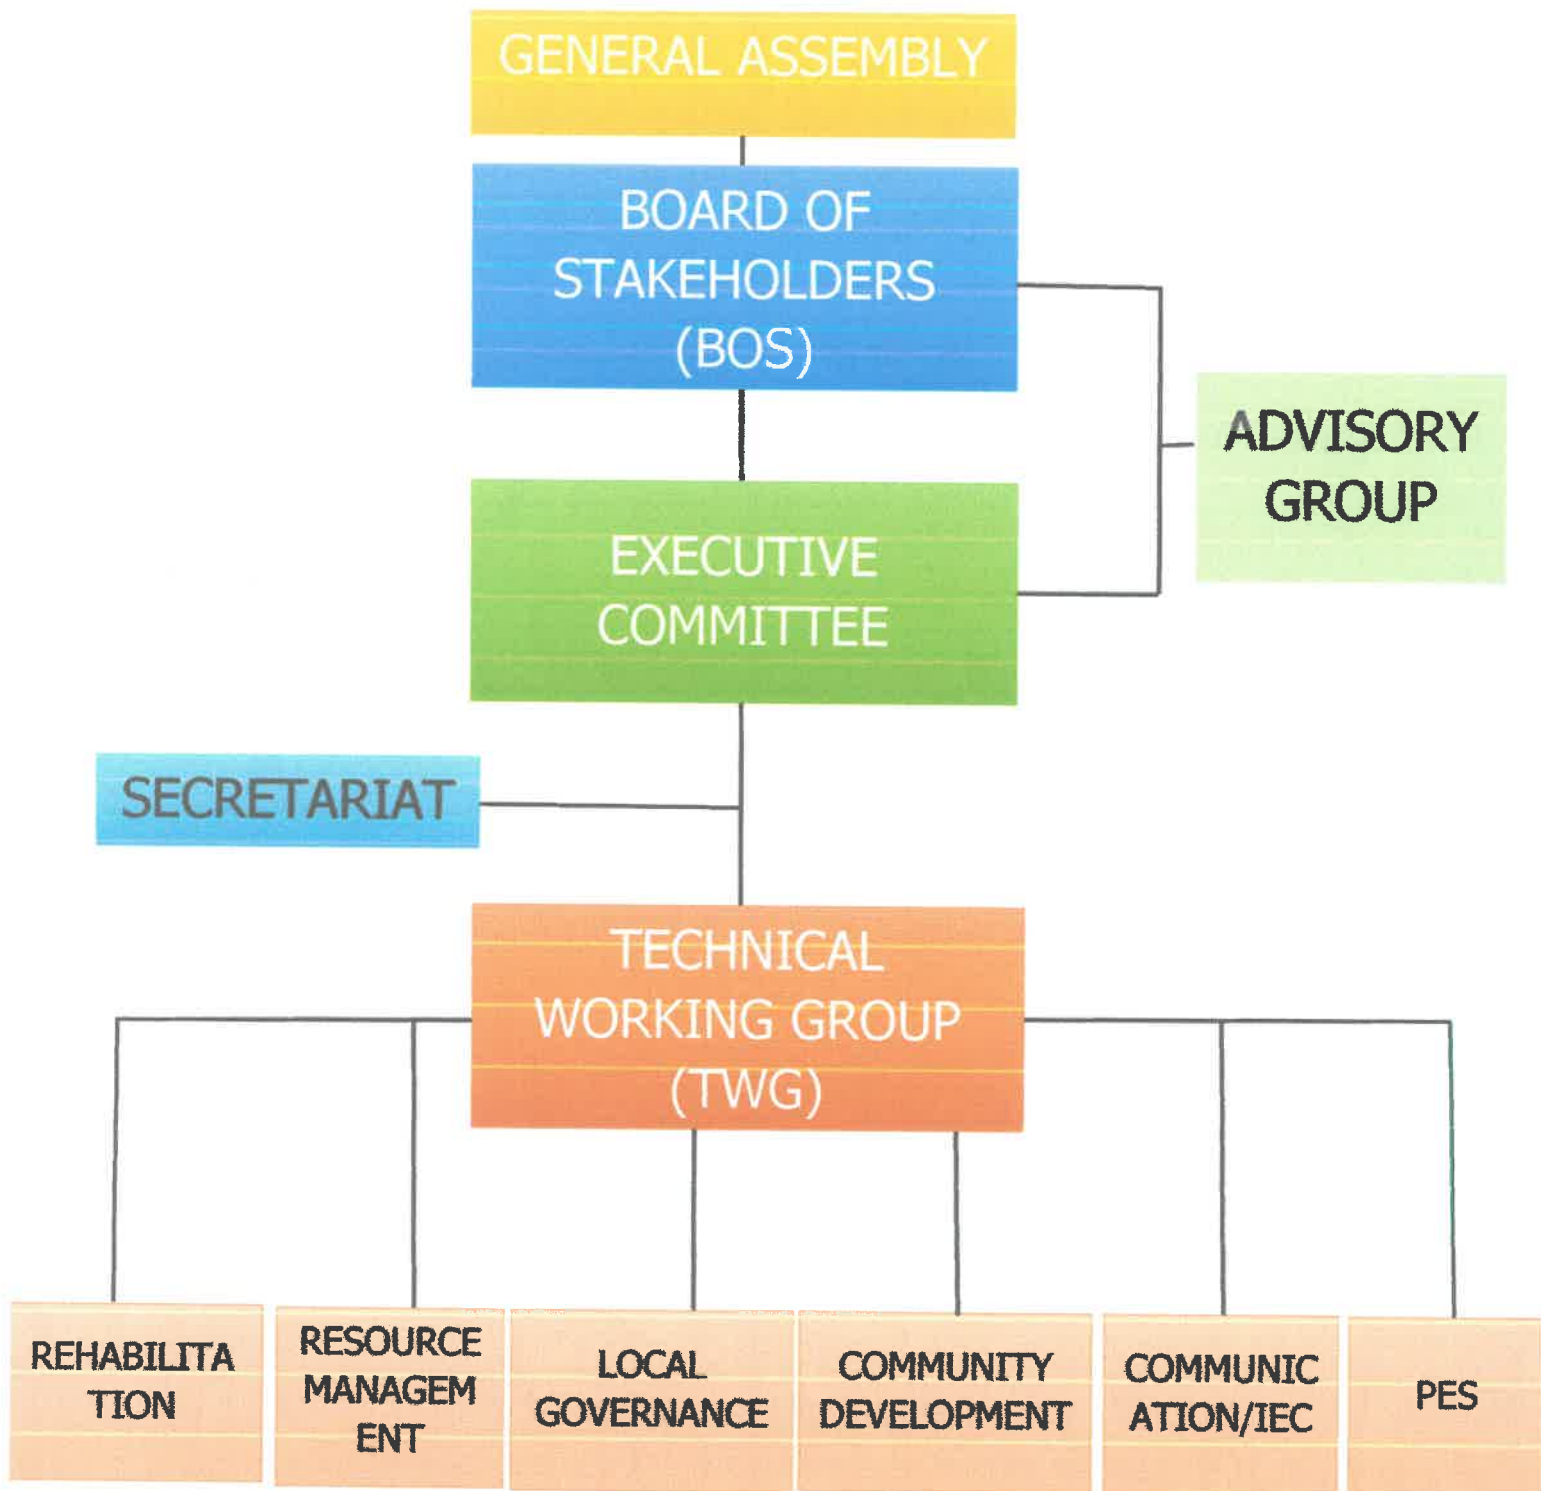 GENERAL ASSEMBLY
BOARD OF
STAKEHOLDERS
(BOS)
ADVISORY
GROUP
EXECUTIVE
COMMITTEE
SECRETARIAT
TECHNICAL
WORKING GROUP
(TWG)
REHABILITA
TION
RESOURCE
MANAGEM
ENT
LOCAL
GOVERNANCE
COMMUNITY
DEVELOPMENT
COMMUNIC
ATION/IEC
PES